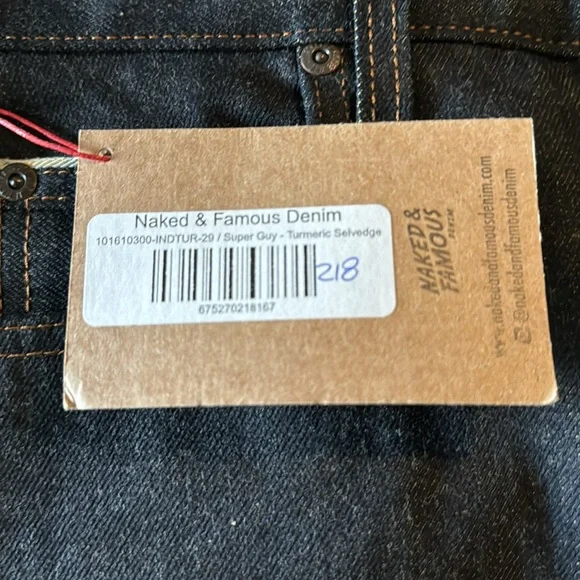 Naked & Famous Denim
101610300-INDTUR-29 / Super Guy - Turmeric Selvedge
218
675270218167
NAKED &
FAMOUS
DENIM
www.nakedandfamousdenim.com
@nakedandfamousdenim